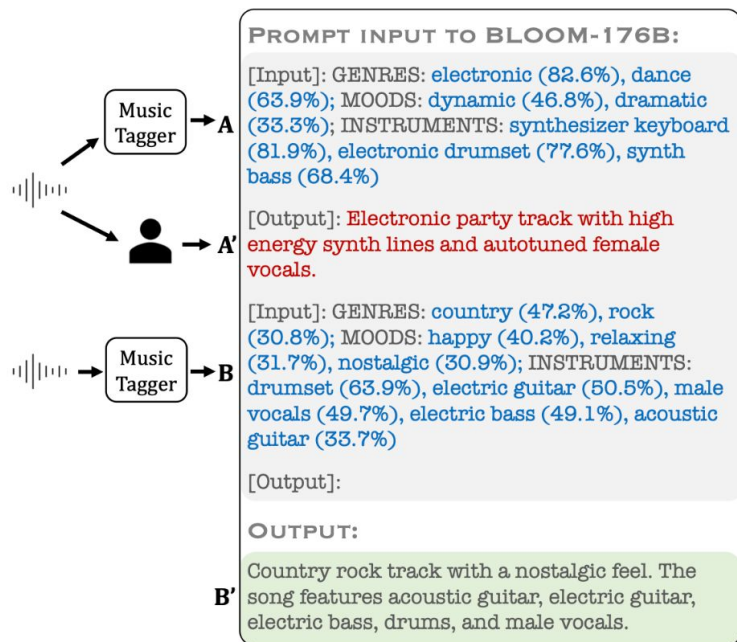 PROMPT INPUT TO BLOOM-176B:
[Input]: GENRES: electronic (82.6%), dance
(63.9%); MOODS: dynamic (46.8%), dramatic
(33.3%); INSTRUMENTS: synthesizer keyboard
(81.9%), electronic drumset (77.6%), synth
bass (68.4%)
Music
Tagger
A
[Output]: Electronic party track with high
energy synth lines and autotuned female
vocals.
A'
[Input]: GENRES: country (47.2%), rock
(30.8%); MOODS: happy (40.2%), relaxing
(31.7%), nostalgic (30.9%); INSTRUMENTS:
drumset (63.9%), electric guitar (50.5%), male
vocals (49.7%), electric bass (49.1%), acoustic
guitar (33.7%)
Music
Tagger
B
[Output]:
OUTPUT:
Country rock track with a nostalgic feel. The
song features acoustic guitar, electric guitar,
electric bass, drums, and male vocals.
B'